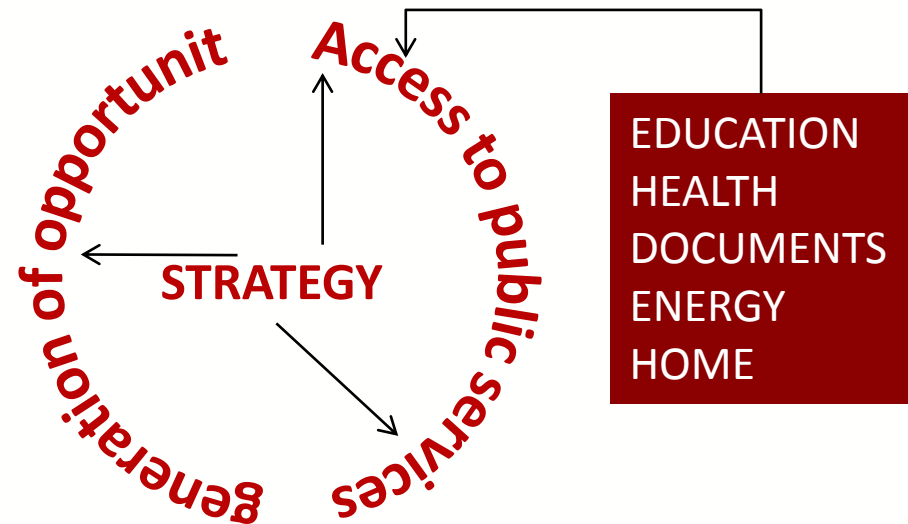 generation of opportunit
Access to public services
STRATEGY
EDUCATION
HEALTH
DOCUMENTS
ENERGY
HOME